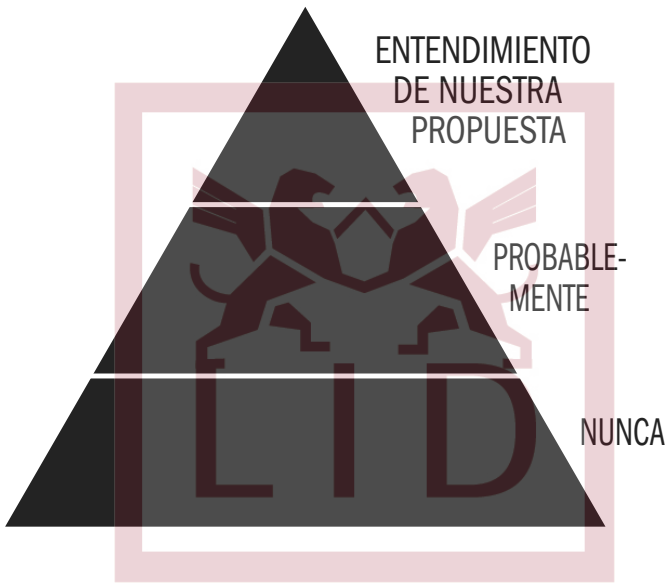 ENTENDIMIENTO
DE NUESTRA
PROPUESTA
PROBABLE-
MENTE
NUNCA
LID